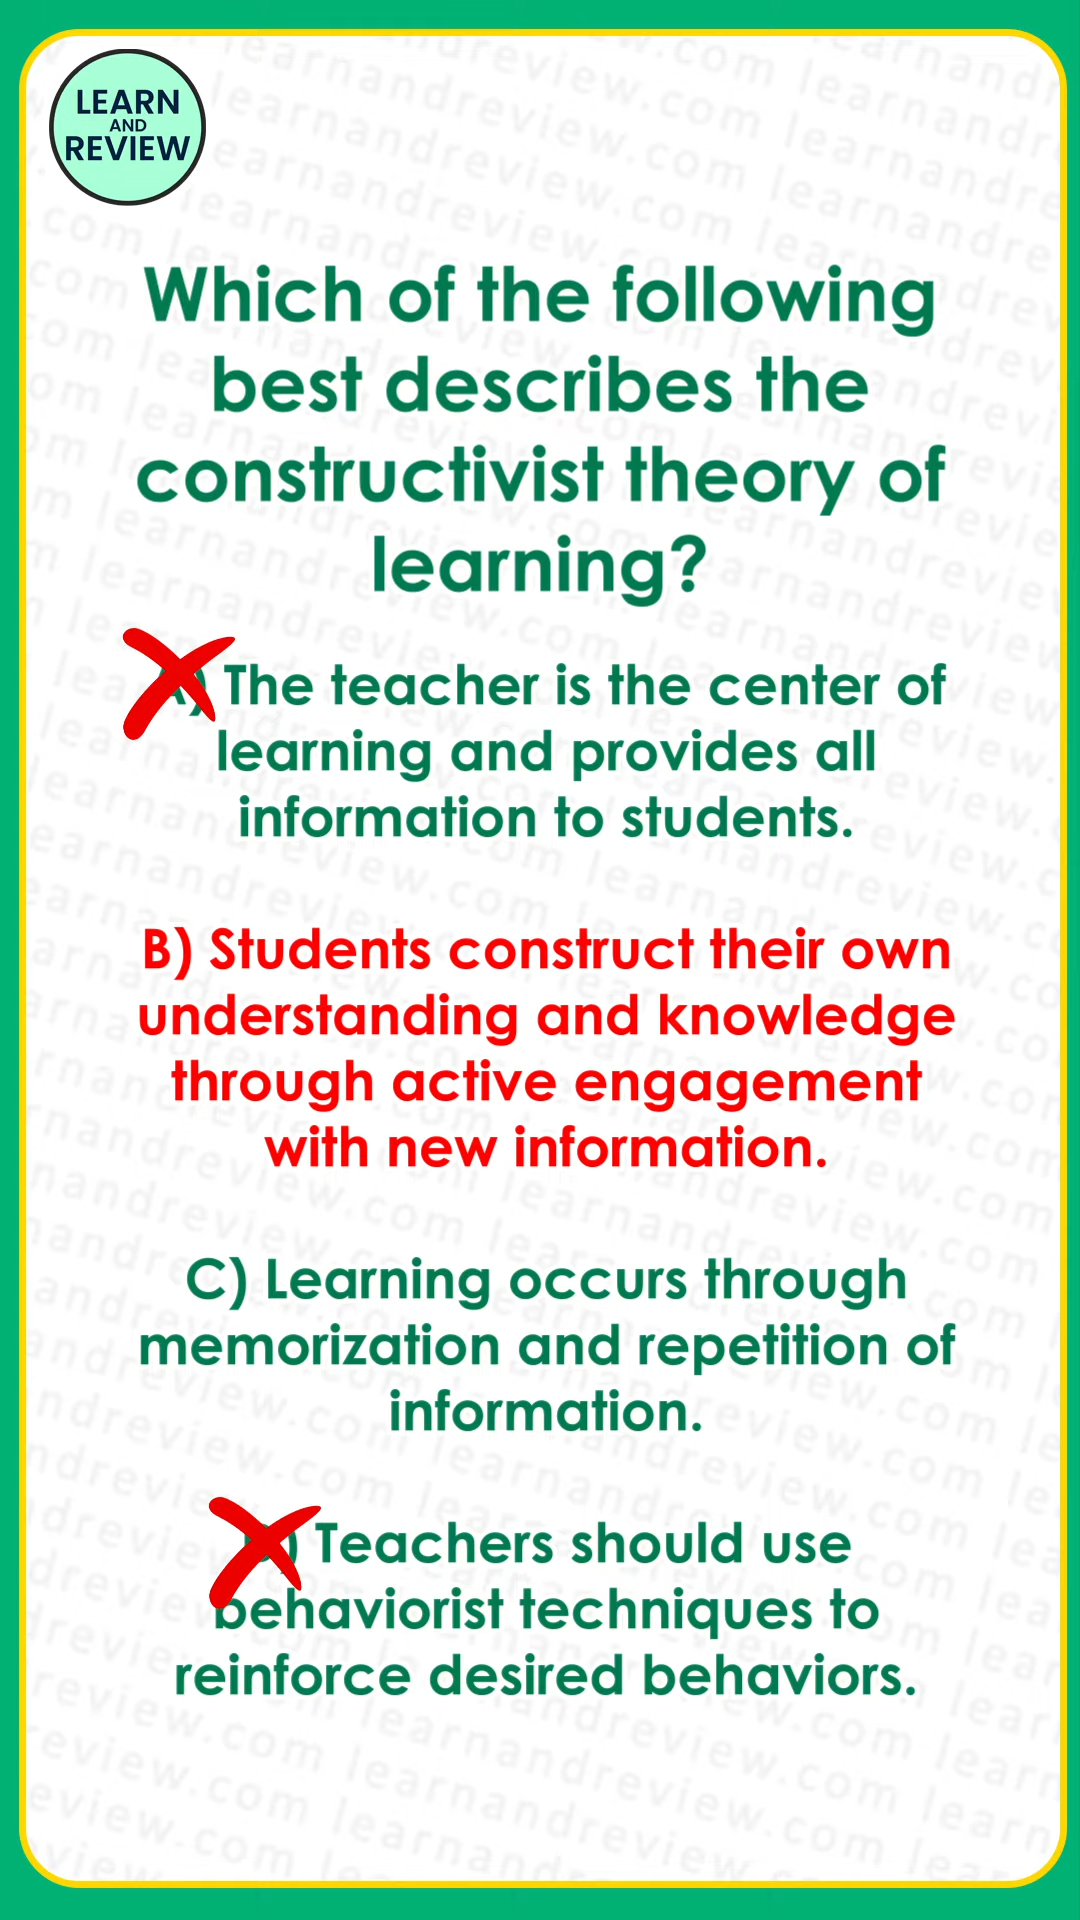 LEARN
AND
REVIEW
Which of the following
best describes the
constructivist theory of
learning?
A) The teacher is the center of
learning and provides all
information to students.
B) Students construct their own
understanding and knowledge
through active engagement
with new information.
C) Learning occurs through
memorization and repetition of
information.
D) Teachers should use
behaviorist techniques to
reinforce desired behaviors.
learnandreview.com